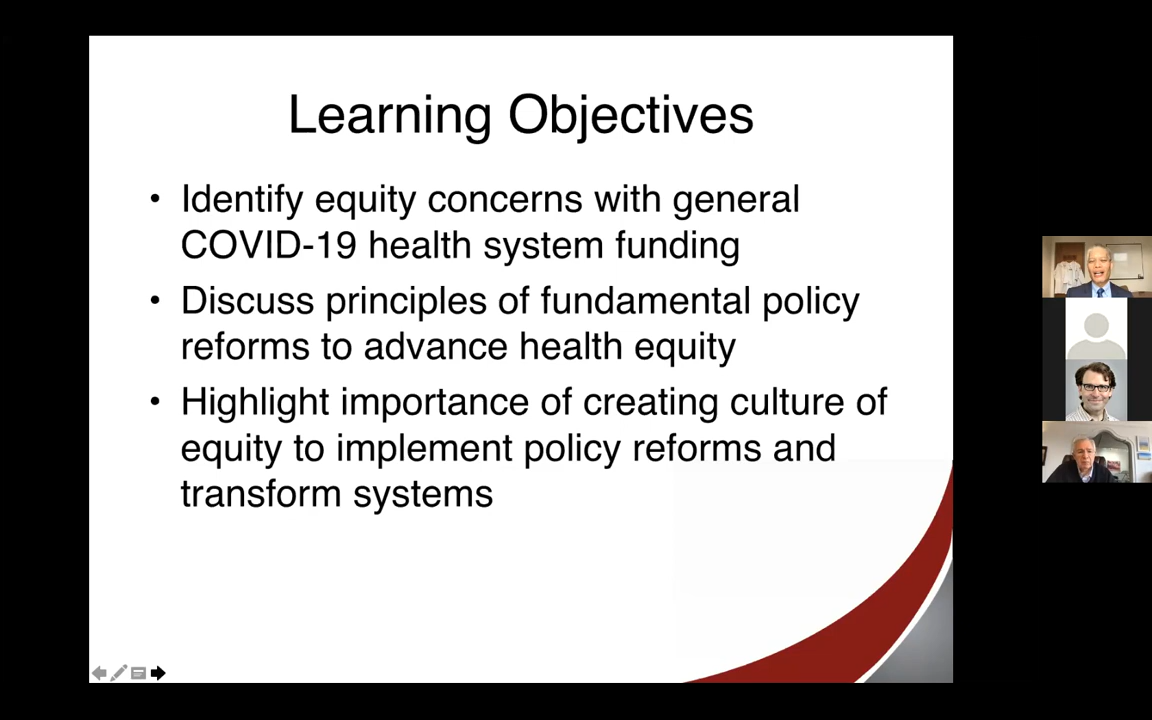 Learning Objectives
• Identify equity concerns with general
COVID-19 health system funding
• Discuss principles of fundamental policy
reforms to advance health equity
• Highlight importance of creating culture of
equity to implement policy reforms and
transform systems